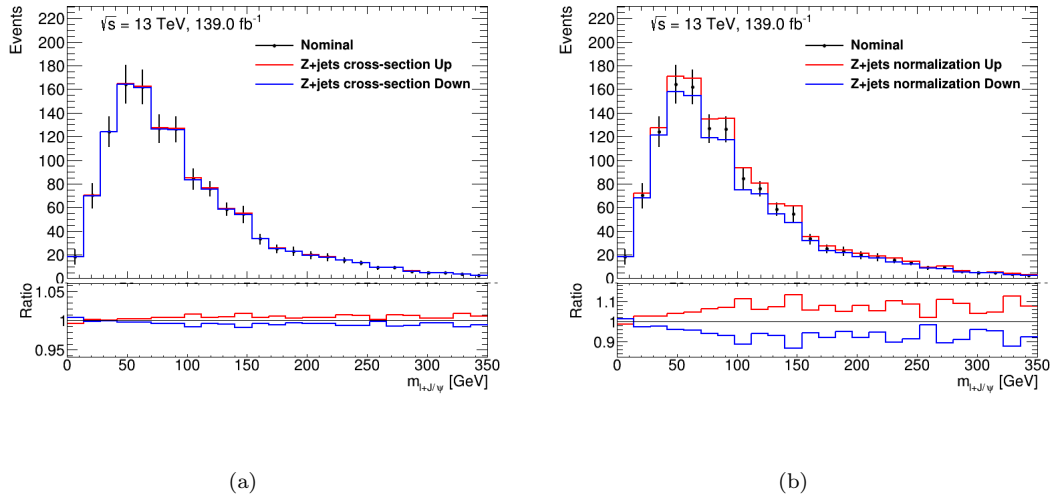 √s = 13 TeV, 139.0 fb⁻¹
Events
Nominal
Z+jets cross-section Up
Z+jets cross-section Down
220
200
180
160
140
120
100
80
60
40
20
0
Ratio
1.05
1
0.95
0 50 100 150 200 250 300 350
m_{l+J/ψ} [GeV]
(a)
√s = 13 TeV, 139.0 fb⁻¹
Events
Nominal
Z+jets normalization Up
Z+jets normalization Down
220
200
180
160
140
120
100
80
60
40
20
0
Ratio
1.1
1
0.9
0 50 100 150 200 250 300 350
m_{l+J/ψ} [GeV]
(b)